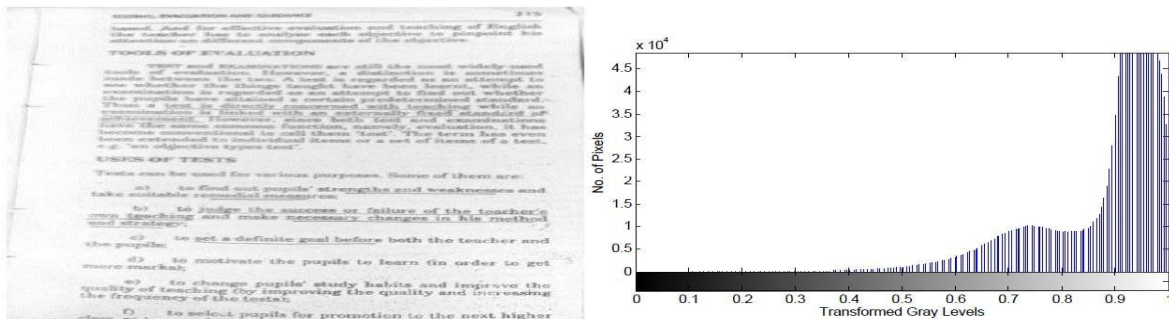 TESTING, EVALUATION AND GUIDANCE 215
based. And for effective evaluation and teaching of English
the teacher has to analyse each objective to pinpoint his
attention on different components of the objective.
TOOLS OF EVALUATION
TEST and EXAMINATIONS are still the most widely used
tools of evaluation. However, a distinction is sometimes
made between the two. A test is regarded as an attempt to
see whether the things taught have been learnt, while an
examination is regarded as an attempt to find out whether
the pupils have attained a certain predetermined standard.
Thus a test is directly concerned with teaching while an
examination is linked with an externally fixed standard of
achievement. However, since both test and examinations
have the same common function, namely, evaluation, it has
become conventional to call them 'test'. The term has even
been extended to individual items or a set of items of a test,
e.g. 'an objective types test'.
USES OF TESTS
Tests can be used for various purposes. Some of them are:
a) to find out pupils' strengths and weaknesses and
take suitable remedial measures;
b) to judge the success or failure of the teacher's
own teaching and make necessary changes in his method
and strategy;
c) to set a definite goal before both the teacher and
the pupils;
d) to motivate the pupils to learn (in order to get
more marks);
e) to change pupils' study habits and improve the
quality of teaching (by improving the quality and increasing
the frequency of the tests);
f) to select pupils for promotion to the next higher
x 10⁴
4.5
4
3.5
3
2.5
2
1.5
1
0.5
0
No. of Pixels
0 0.1 0.2 0.3 0.4 0.5 0.6 0.7 0.8 0.9 1
Transformed Gray Levels